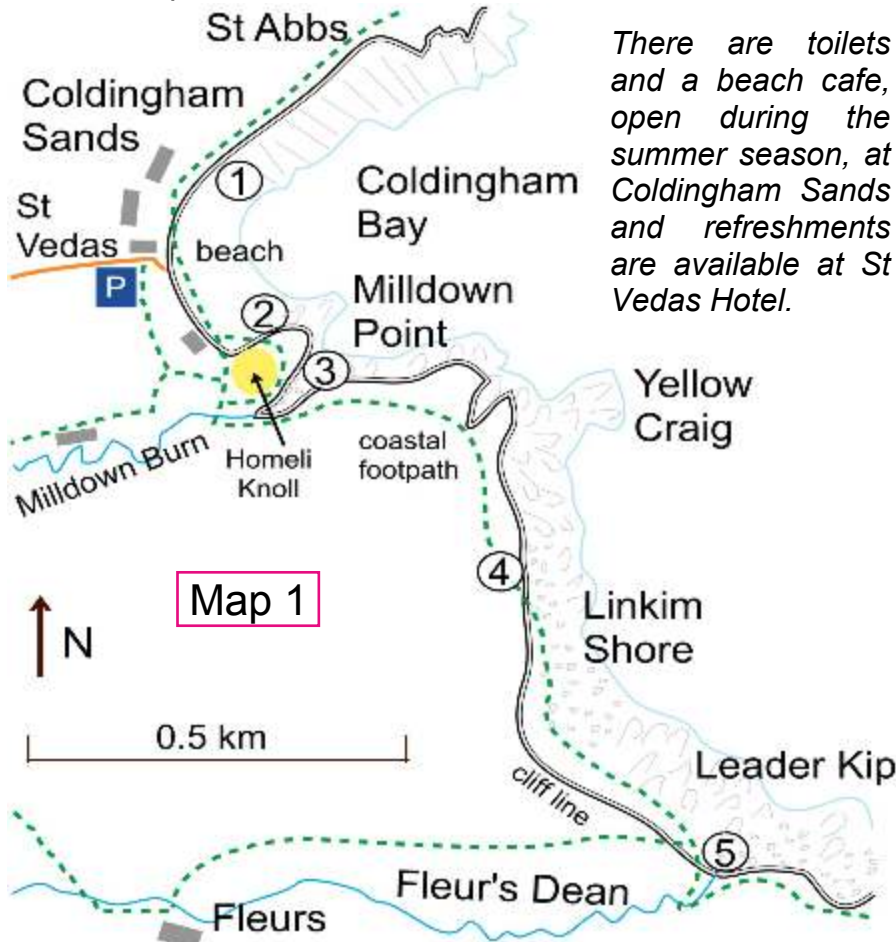 St Abbs
There are toilets
and a beach cafe,
open during the
summer season, at
Coldingham Sands
and refreshments
are available at St
Vedas Hotel.
Coldingham
Sands
1
St
Vedas
beach
Coldingham
Bay
P
2
Milldown
Point
3
Yellow
Craig
coastal
footpath
Homeli
Knoll
Milldown Burn
4
Map 1
Linkim
Shore
N
0.5 km
Leader Kip
cliff line
5
Fleur's Dean
Fleurs